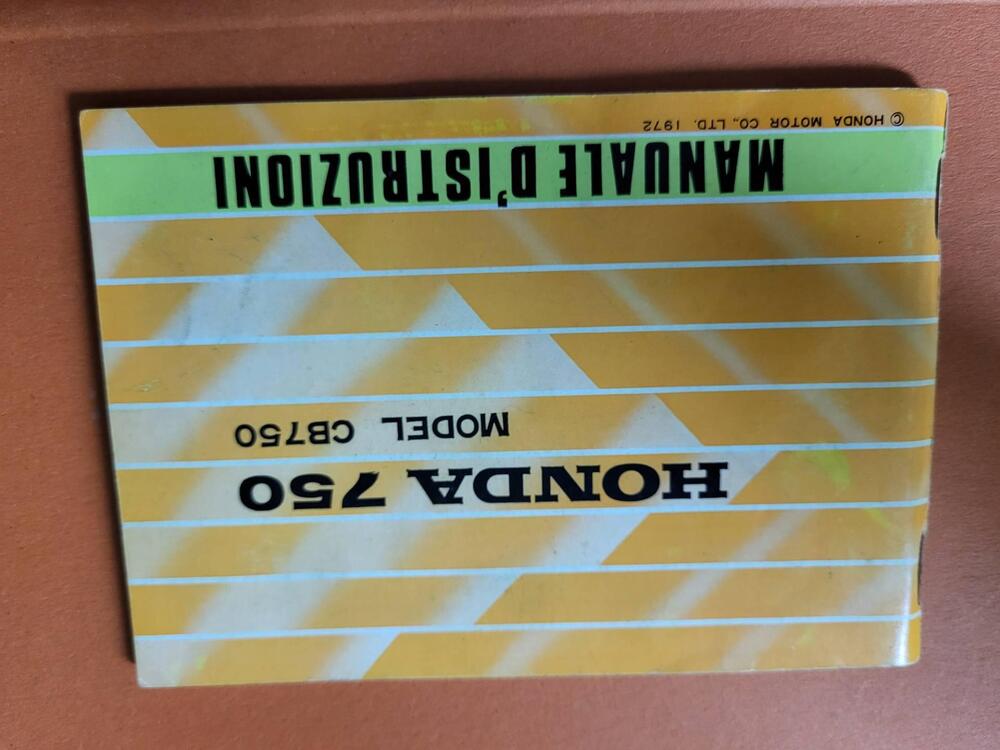 HONDA 750
MODEL CB750
MANUALE D'ISTRUZIONI
© HONDA MOTOR CO., LTD. 1972